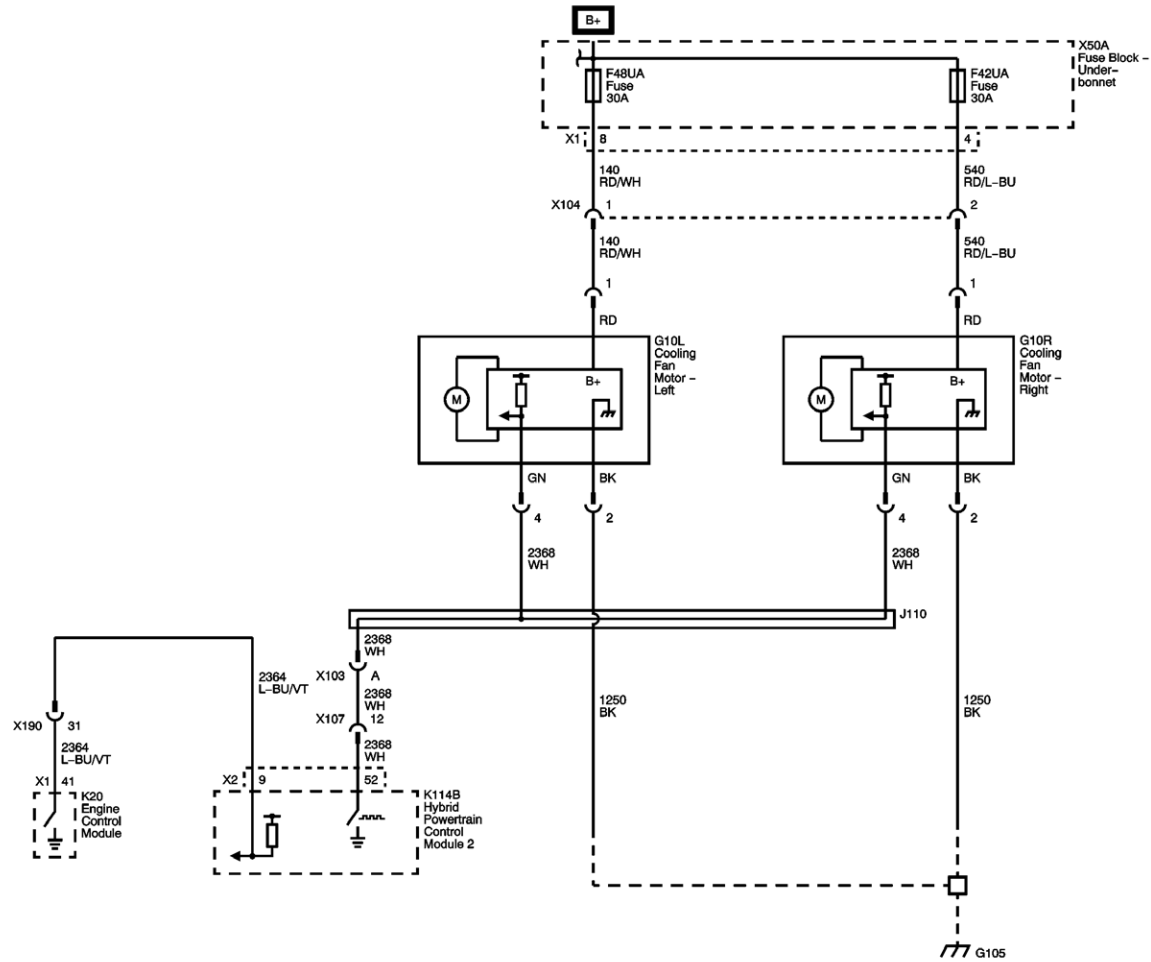 B+
X50A
Fuse Block –
Under–
bonnet
F48UA
Fuse
30A
F42UA
Fuse
30A
X1
8
4
140
RD/WH
540
RD/L–BU
X104
1
2
140
RD/WH
540
RD/L–BU
1
1
RD
RD
G10L
Cooling
Fan
Motor –
Left
G10R
Cooling
Fan
Motor –
Right
B+
M
B+
M
GN
BK
GN
BK
4
2
4
2
2368
WH
2368
WH
J110
2368
WH
2364
L–BU/VT
X103
A
2368
WH
1250
BK
1250
BK
X190
31
X107
12
2364
L–BU/VT
2368
WH
X1
41
X2
9
52
K20
Engine
Control
Module
K114B
Hybrid
Powertrain
Control
Module 2
G105